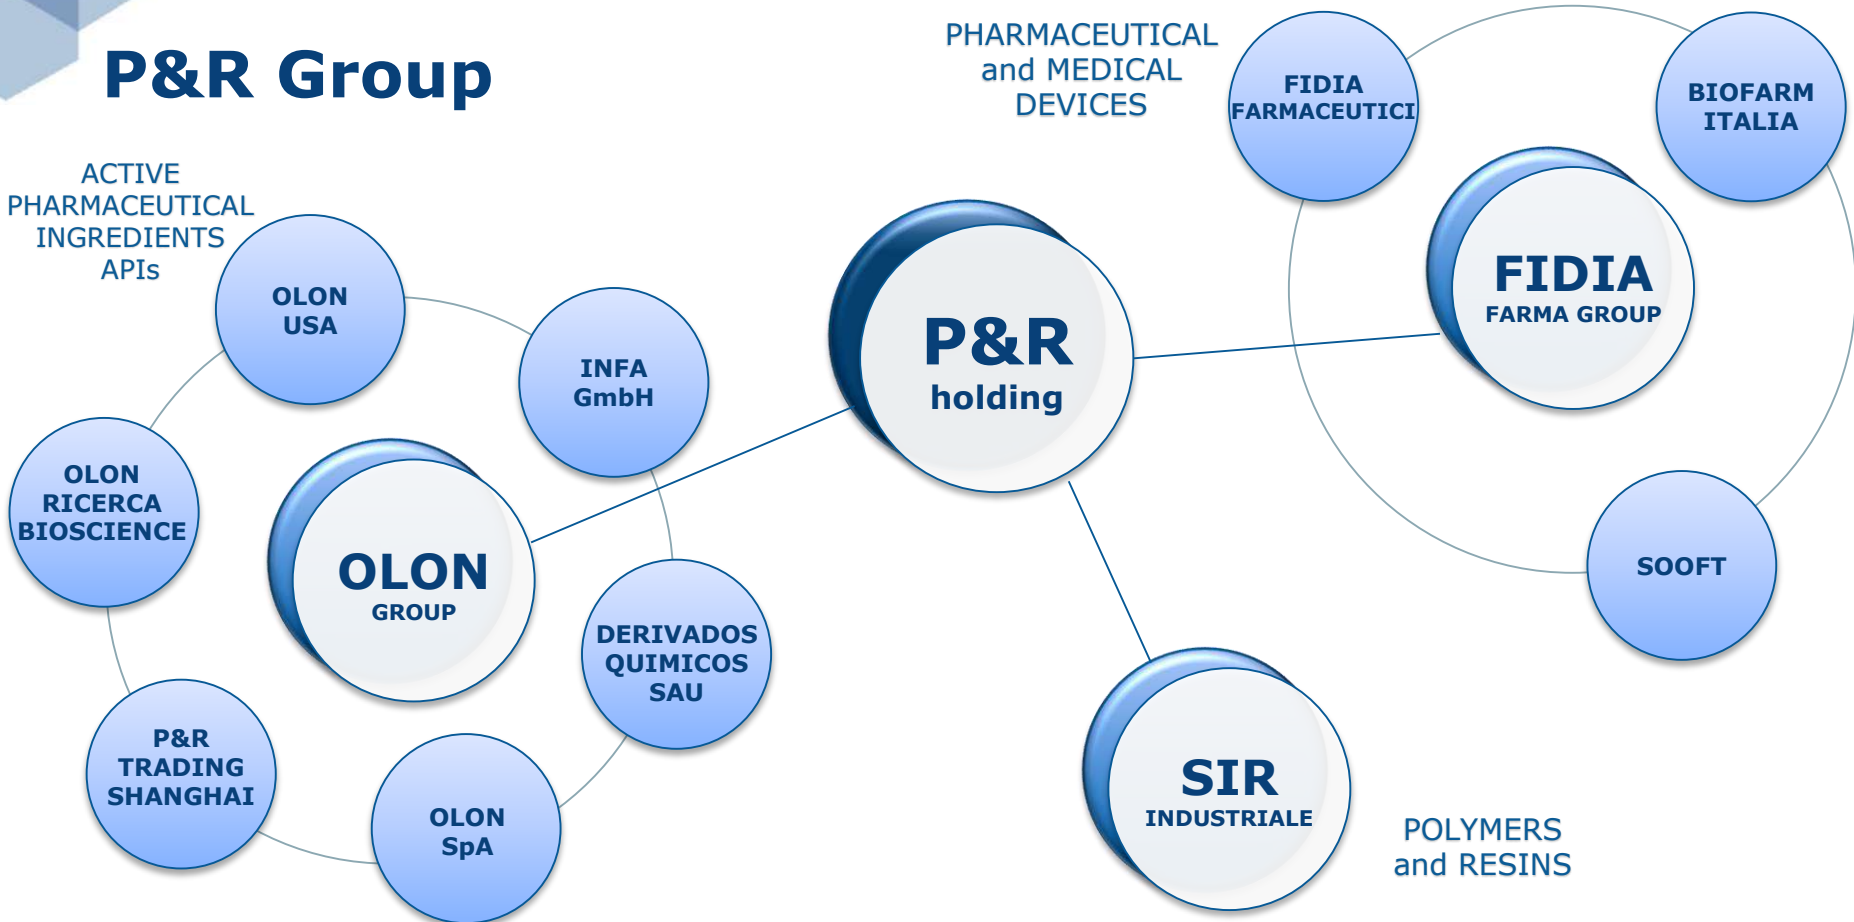 P&R Group
ACTIVE
PHARMACEUTICAL
INGREDIENTS
APIs
OLON
USA
INFA
GmbH
OLON
RICERCA
BIOSCIENCE
OLON
GROUP
DERIVADOS
QUIMICOS
SAU
P&R
TRADING
SHANGHAI
OLON
SpA
P&R
holding
PHARMACEUTICAL
and MEDICAL
DEVICES
FIDIA
FARMACEUTICI
BIOFARM
ITALIA
FIDIA
FARMA GROUP
SOOFT
SIR
INDUSTRIALE
POLYMERS
and RESINS